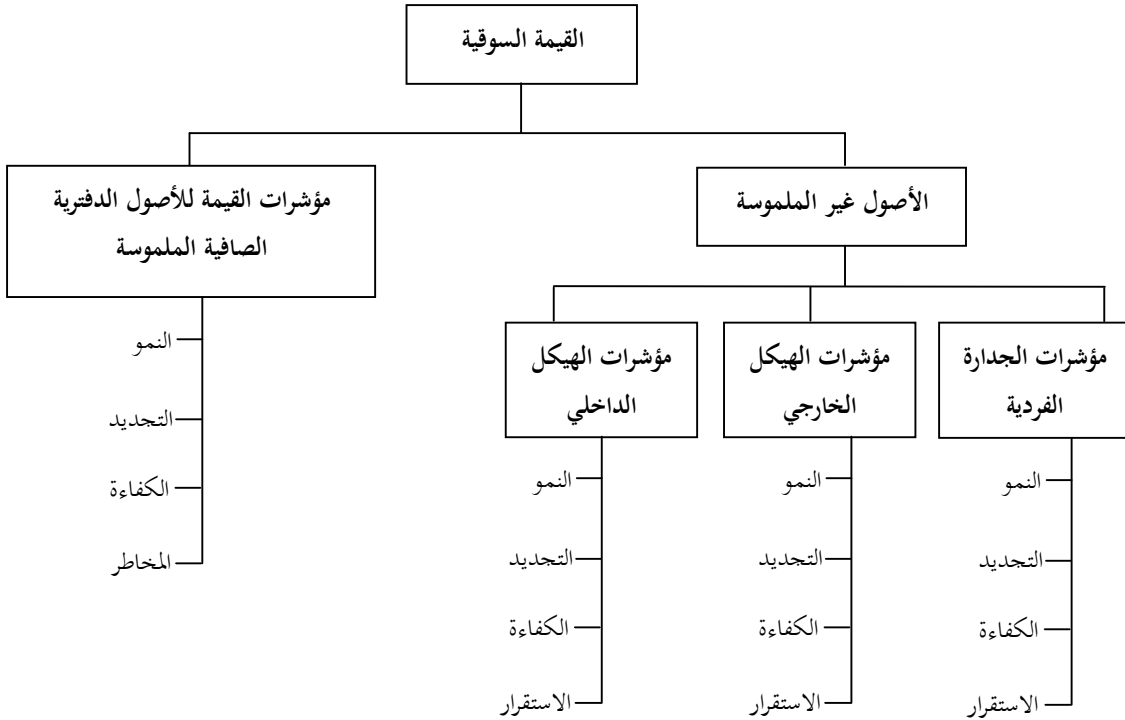 القيمة السوقية
الأصول غير الملموسة
مؤشرات القيمة للأصول الدفترية
الصافية الملموسة
مؤشرات الجدارة
الفردية
النمو
التجديد
الكفاءة
الاستقرار
مؤشرات الهيكل
الخارجي
النمو
التجديد
الكفاءة
الاستقرار
مؤشرات الهيكل
الداخلي
النمو
التجديد
الكفاءة
الاستقرار
النمو
التجديد
الكفاءة
المخاطر